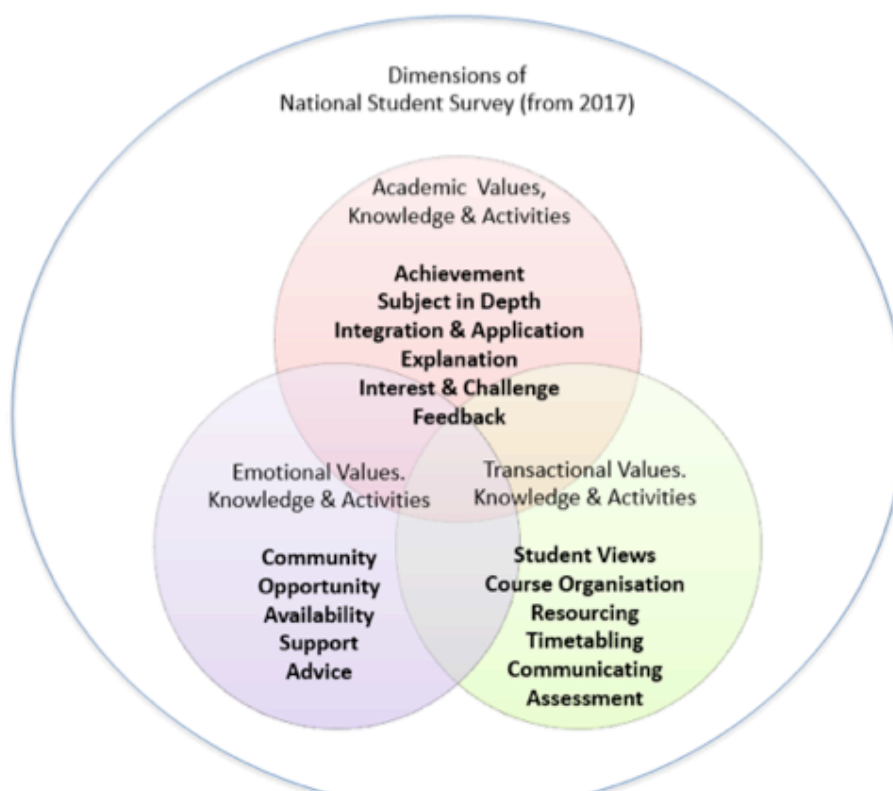 Dimensions of
National Student Survey (from 2017)
Academic Values,
Knowledge & Activities
Achievement
Subject in Depth
Integration & Application
Explanation
Interest & Challenge
Feedback
Emotional Values.
Knowledge & Activities
Community
Opportunity
Availability
Support
Advice
Transactional Values.
Knowledge & Activities
Student Views
Course Organisation
Resourcing
Timetabling
Communicating
Assessment